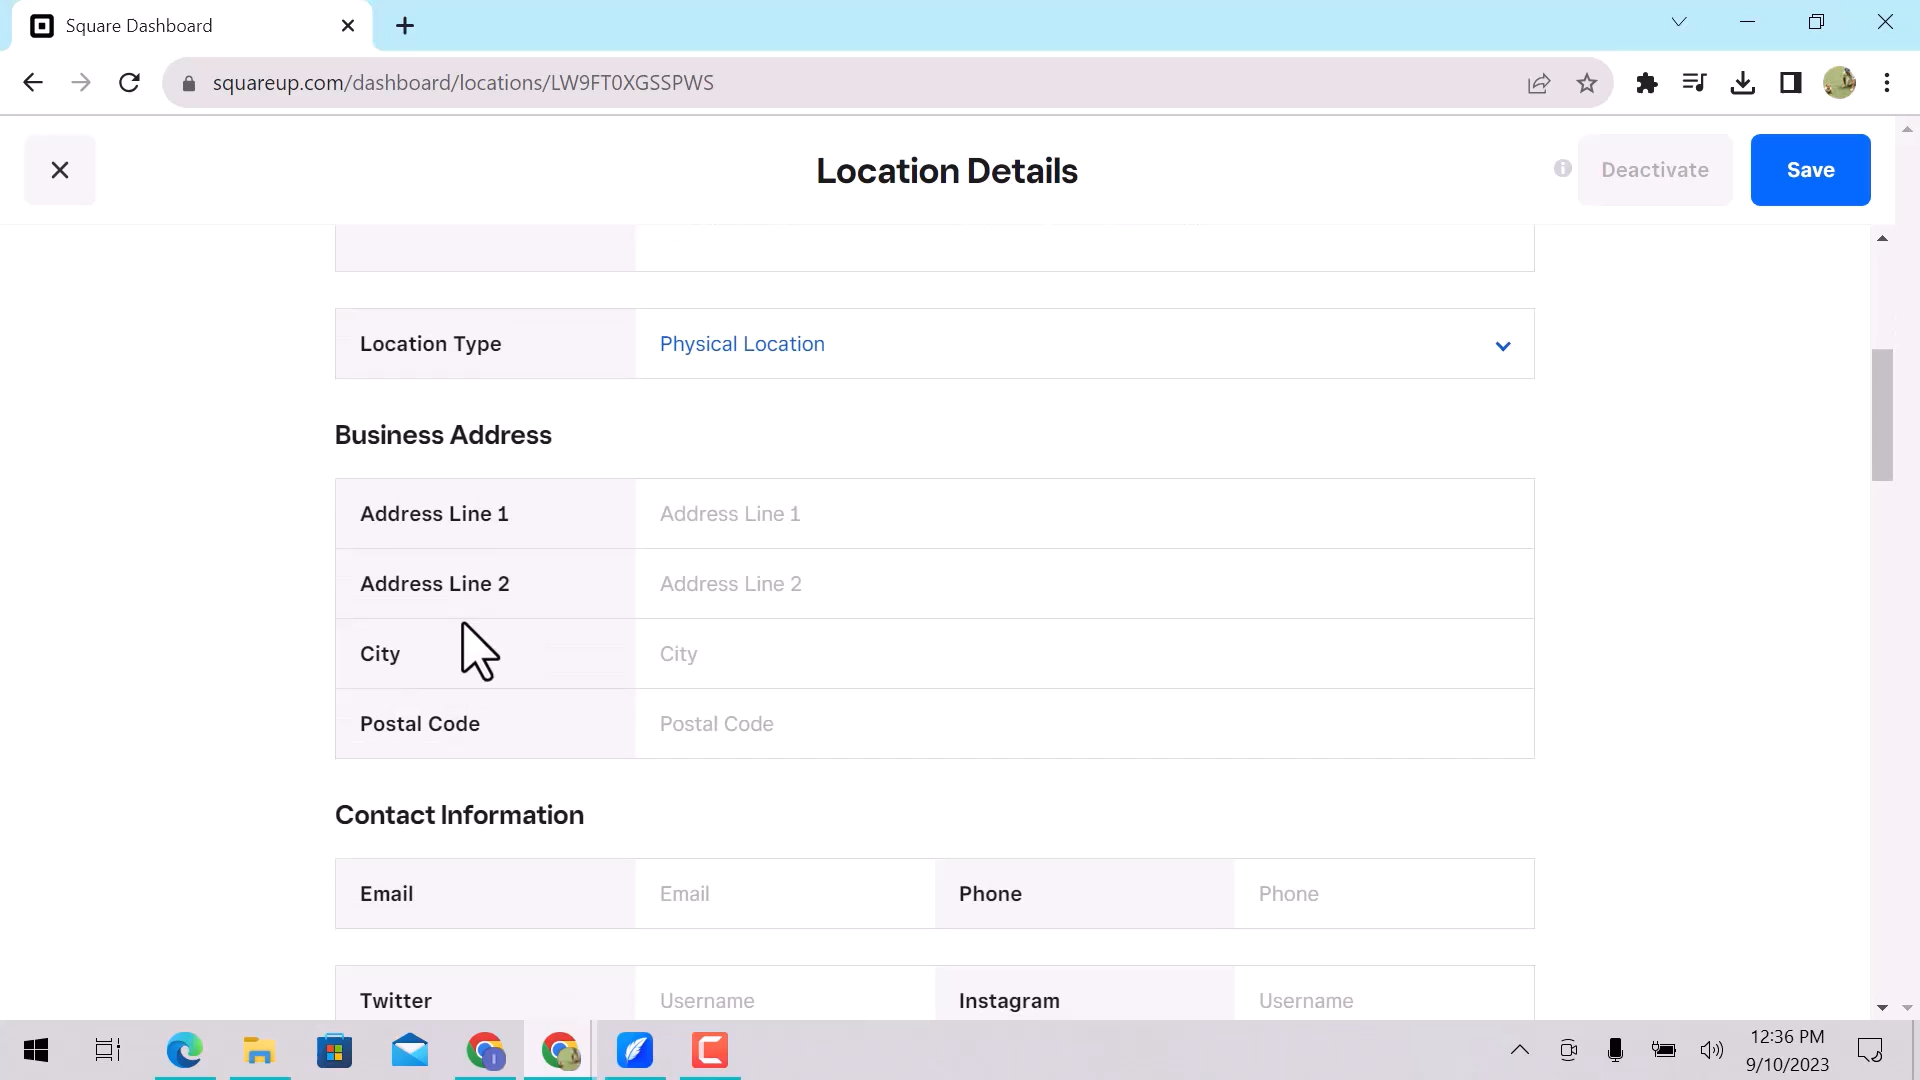 Square Dashboard
squareup.com/dashboard/locations/LW9FT0XGSSPWS
Location Details
Deactivate
Save
Location Type
Physical Location
Business Address
Address Line 1
Address Line 1
Address Line 2
Address Line 2
City
City
Postal Code
Postal Code
Contact Information
Email
Email
Phone
Phone
Twitter
Username
Instagram
Username
12:36 PM
9/10/2023